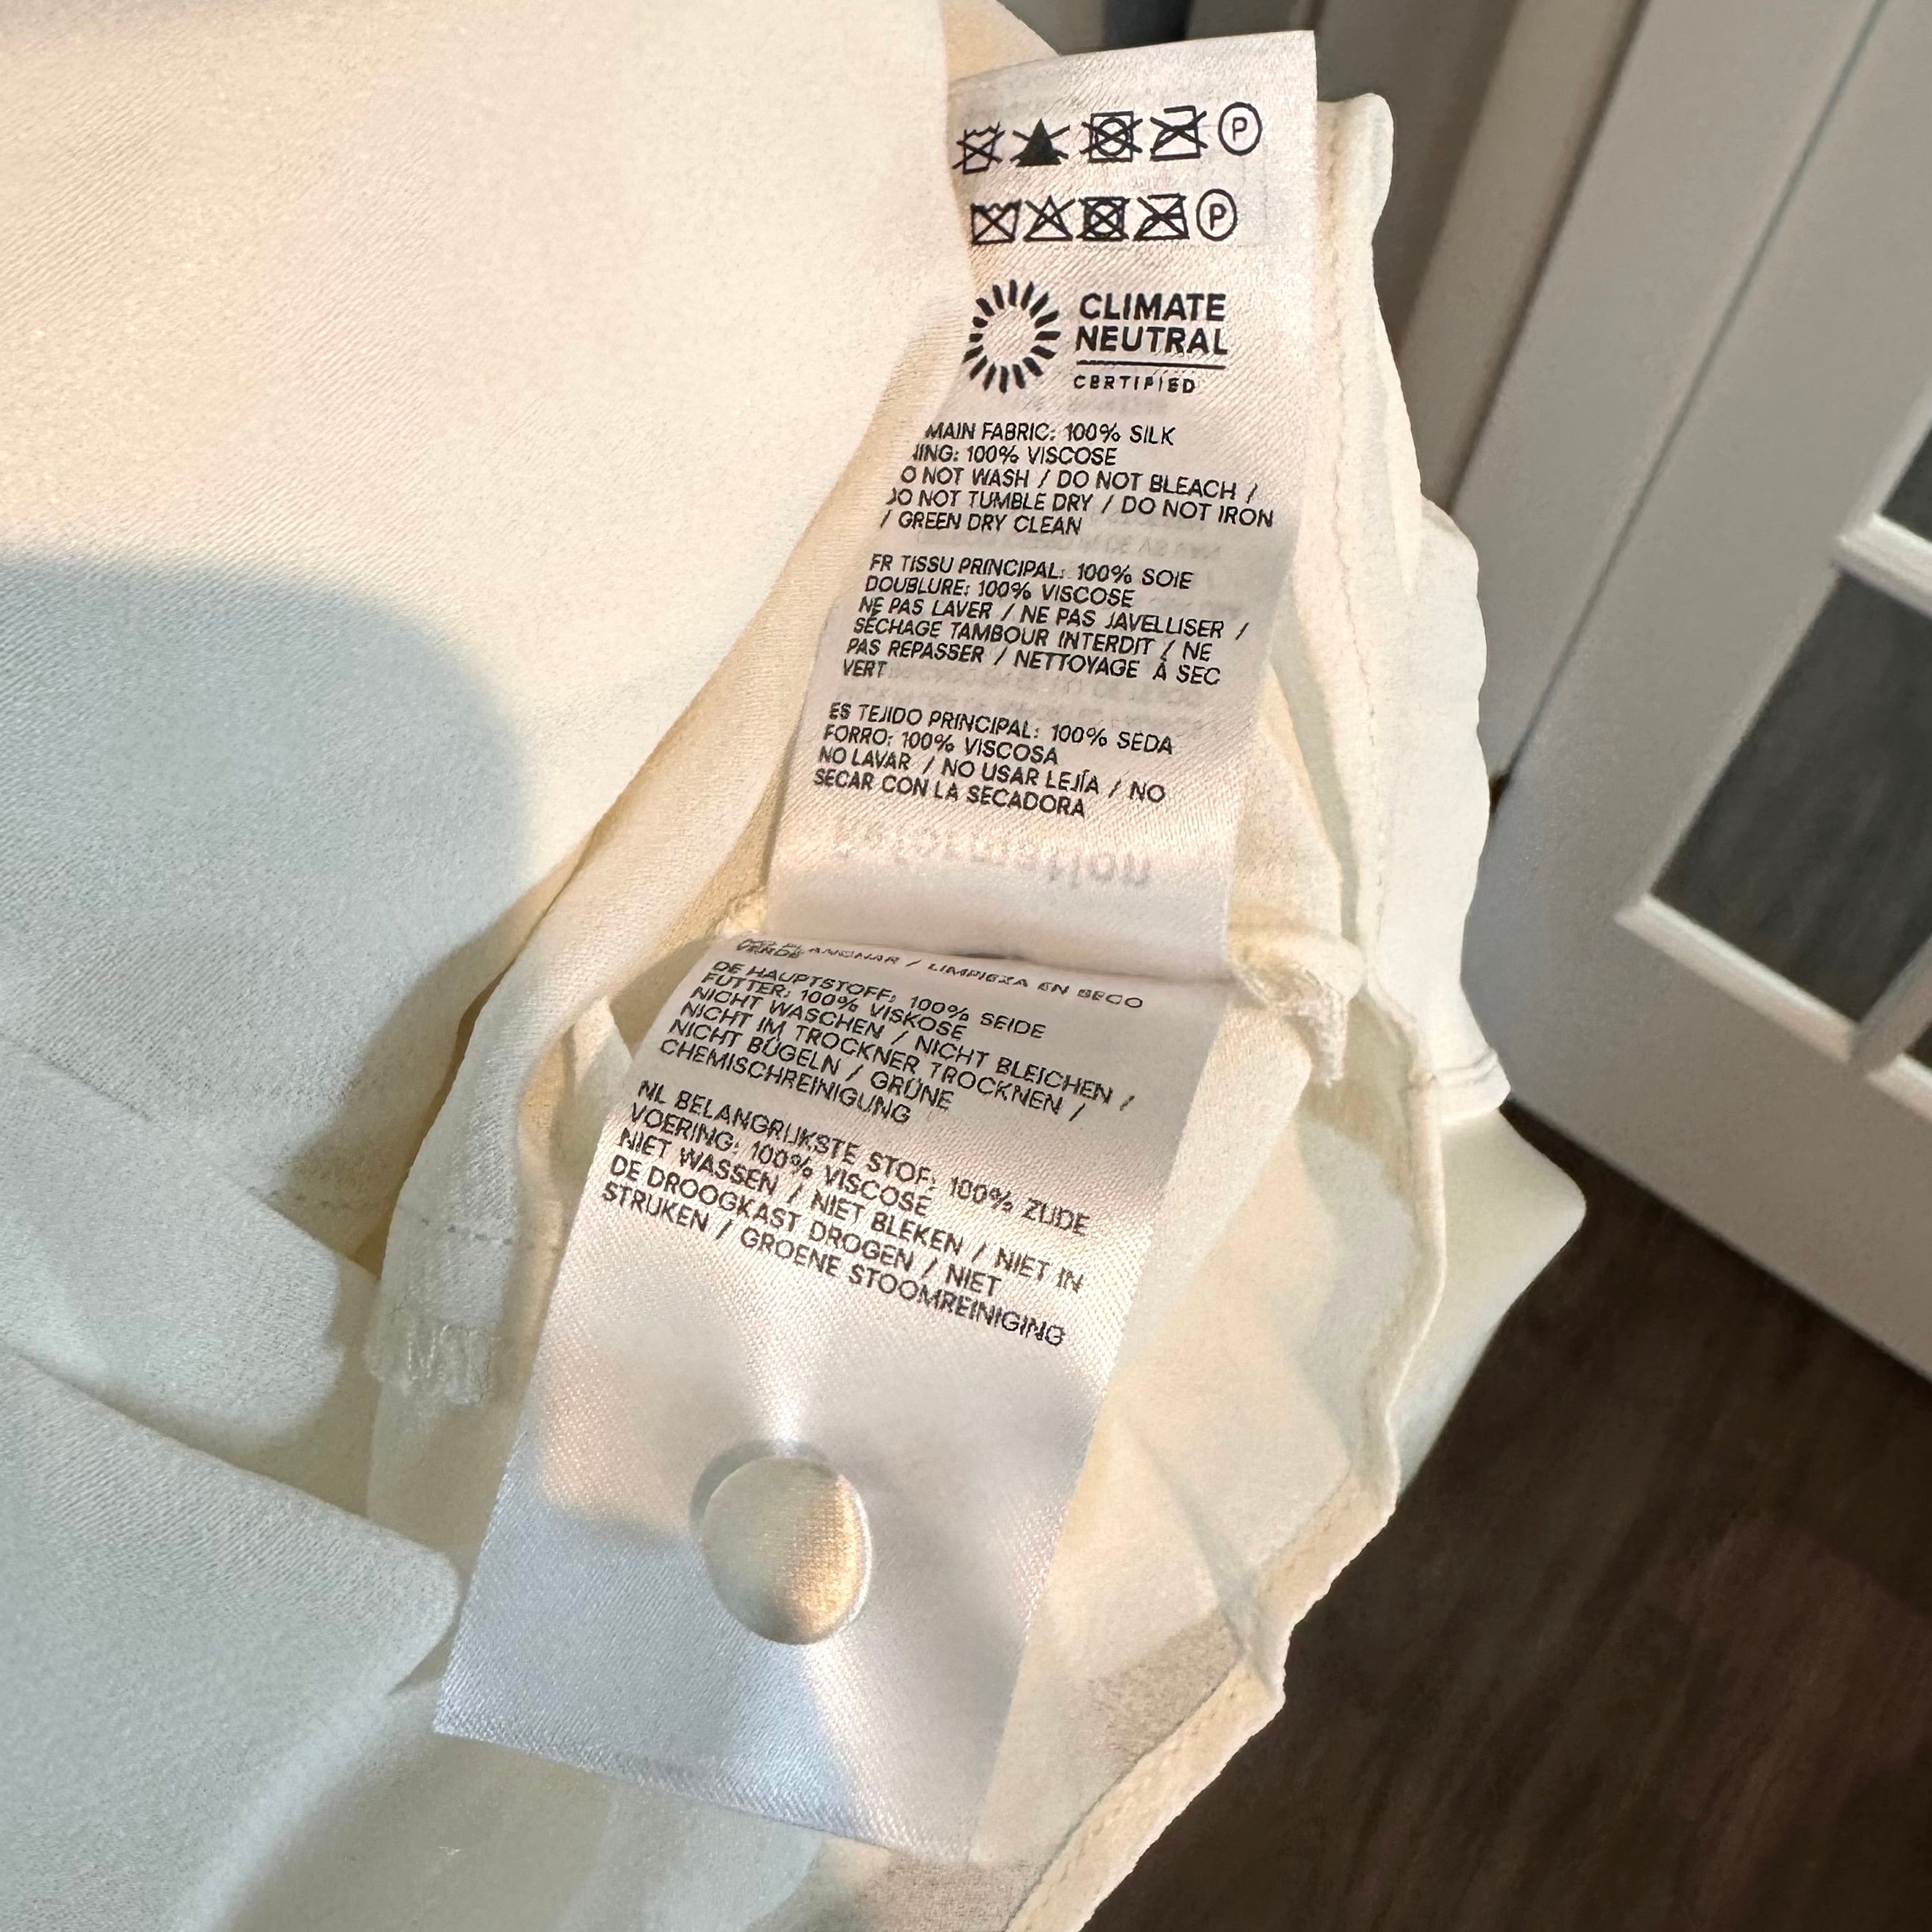 P
P
CLIMATE
NEUTRAL
CERTIFIED
MAIN FABRIC: 100% SILK
NING: 100% VISCOSE
O NOT WASH / DO NOT BLEACH /
DO NOT TUMBLE DRY / DO NOT IRON
/ GREEN DRY CLEAN
FR TISSU PRINCIPAL: 100% SOIE
DOUBLURE: 100% VISCOSE
NE PAS LAVER / NE PAS JAVELLISER /
SÉCHAGE TAMBOUR INTERDIT / NE
PAS REPASSER / NETTOYAGE À SEC
VERT
ES TEJIDO PRINCIPAL: 100% SEDA
FORRO: 100% VISCOSA
NO LAVAR / NO USAR LEJÍA / NO
SECAR CON LA SECADORA
/ LIMPIEZA EN SECO
VERDE
DE HAUPTSTOFF: 100% SEIDE
FUTTER: 100% VISKOSE
NICHT WASCHEN / NICHT BLEICHEN /
NICHT IM TROCKNER TROCKNEN /
NICHT BÜGELN / GRÜNE
CHEMISCHREINIGUNG
NL BELANGRIJKSTE STOF: 100% ZIJDE
VOERING: 100% VISCOSE
NIET WASSEN / NIET BLEKEN / NIET IN
DE DROOGKAST DROGEN / NIET
STRIJKEN / GROENE STOOMREINIGING